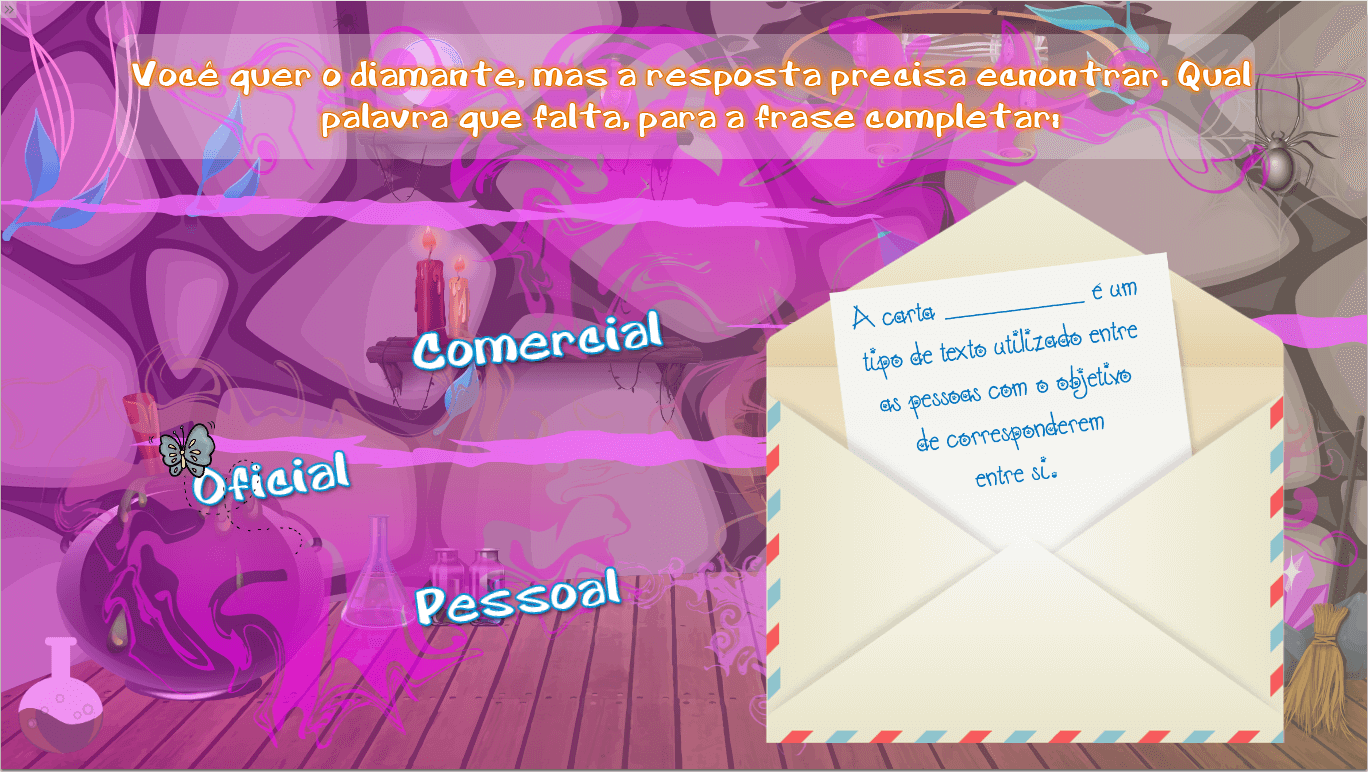 Você quer o diamante, mas a resposta precisa ecnontrar. Qual
palavra que falta, para a frase completar:
A carta ____________ é um
tipo de texto utilizado entre
as pessoas com o objetivo
de corresponderem
entre si.
Comercial
Oficial
Pessoal